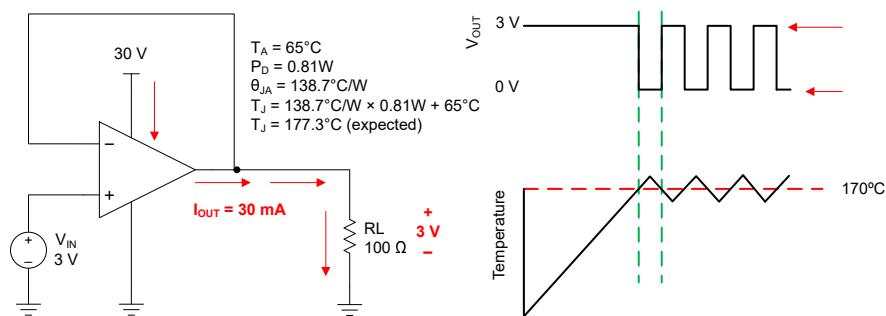 30 V
T_A = 65°C
P_D = 0.81W
θ_JA = 138.7°C/W
T_J = 138.7°C/W × 0.81W + 65°C
T_J = 177.3°C (expected)
−
+
I_OUT = 30 mA
+
−
V_IN
3 V
RL
100 Ω
+
3 V
−
V_OUT
3 V
0 V
Temperature
170ºC